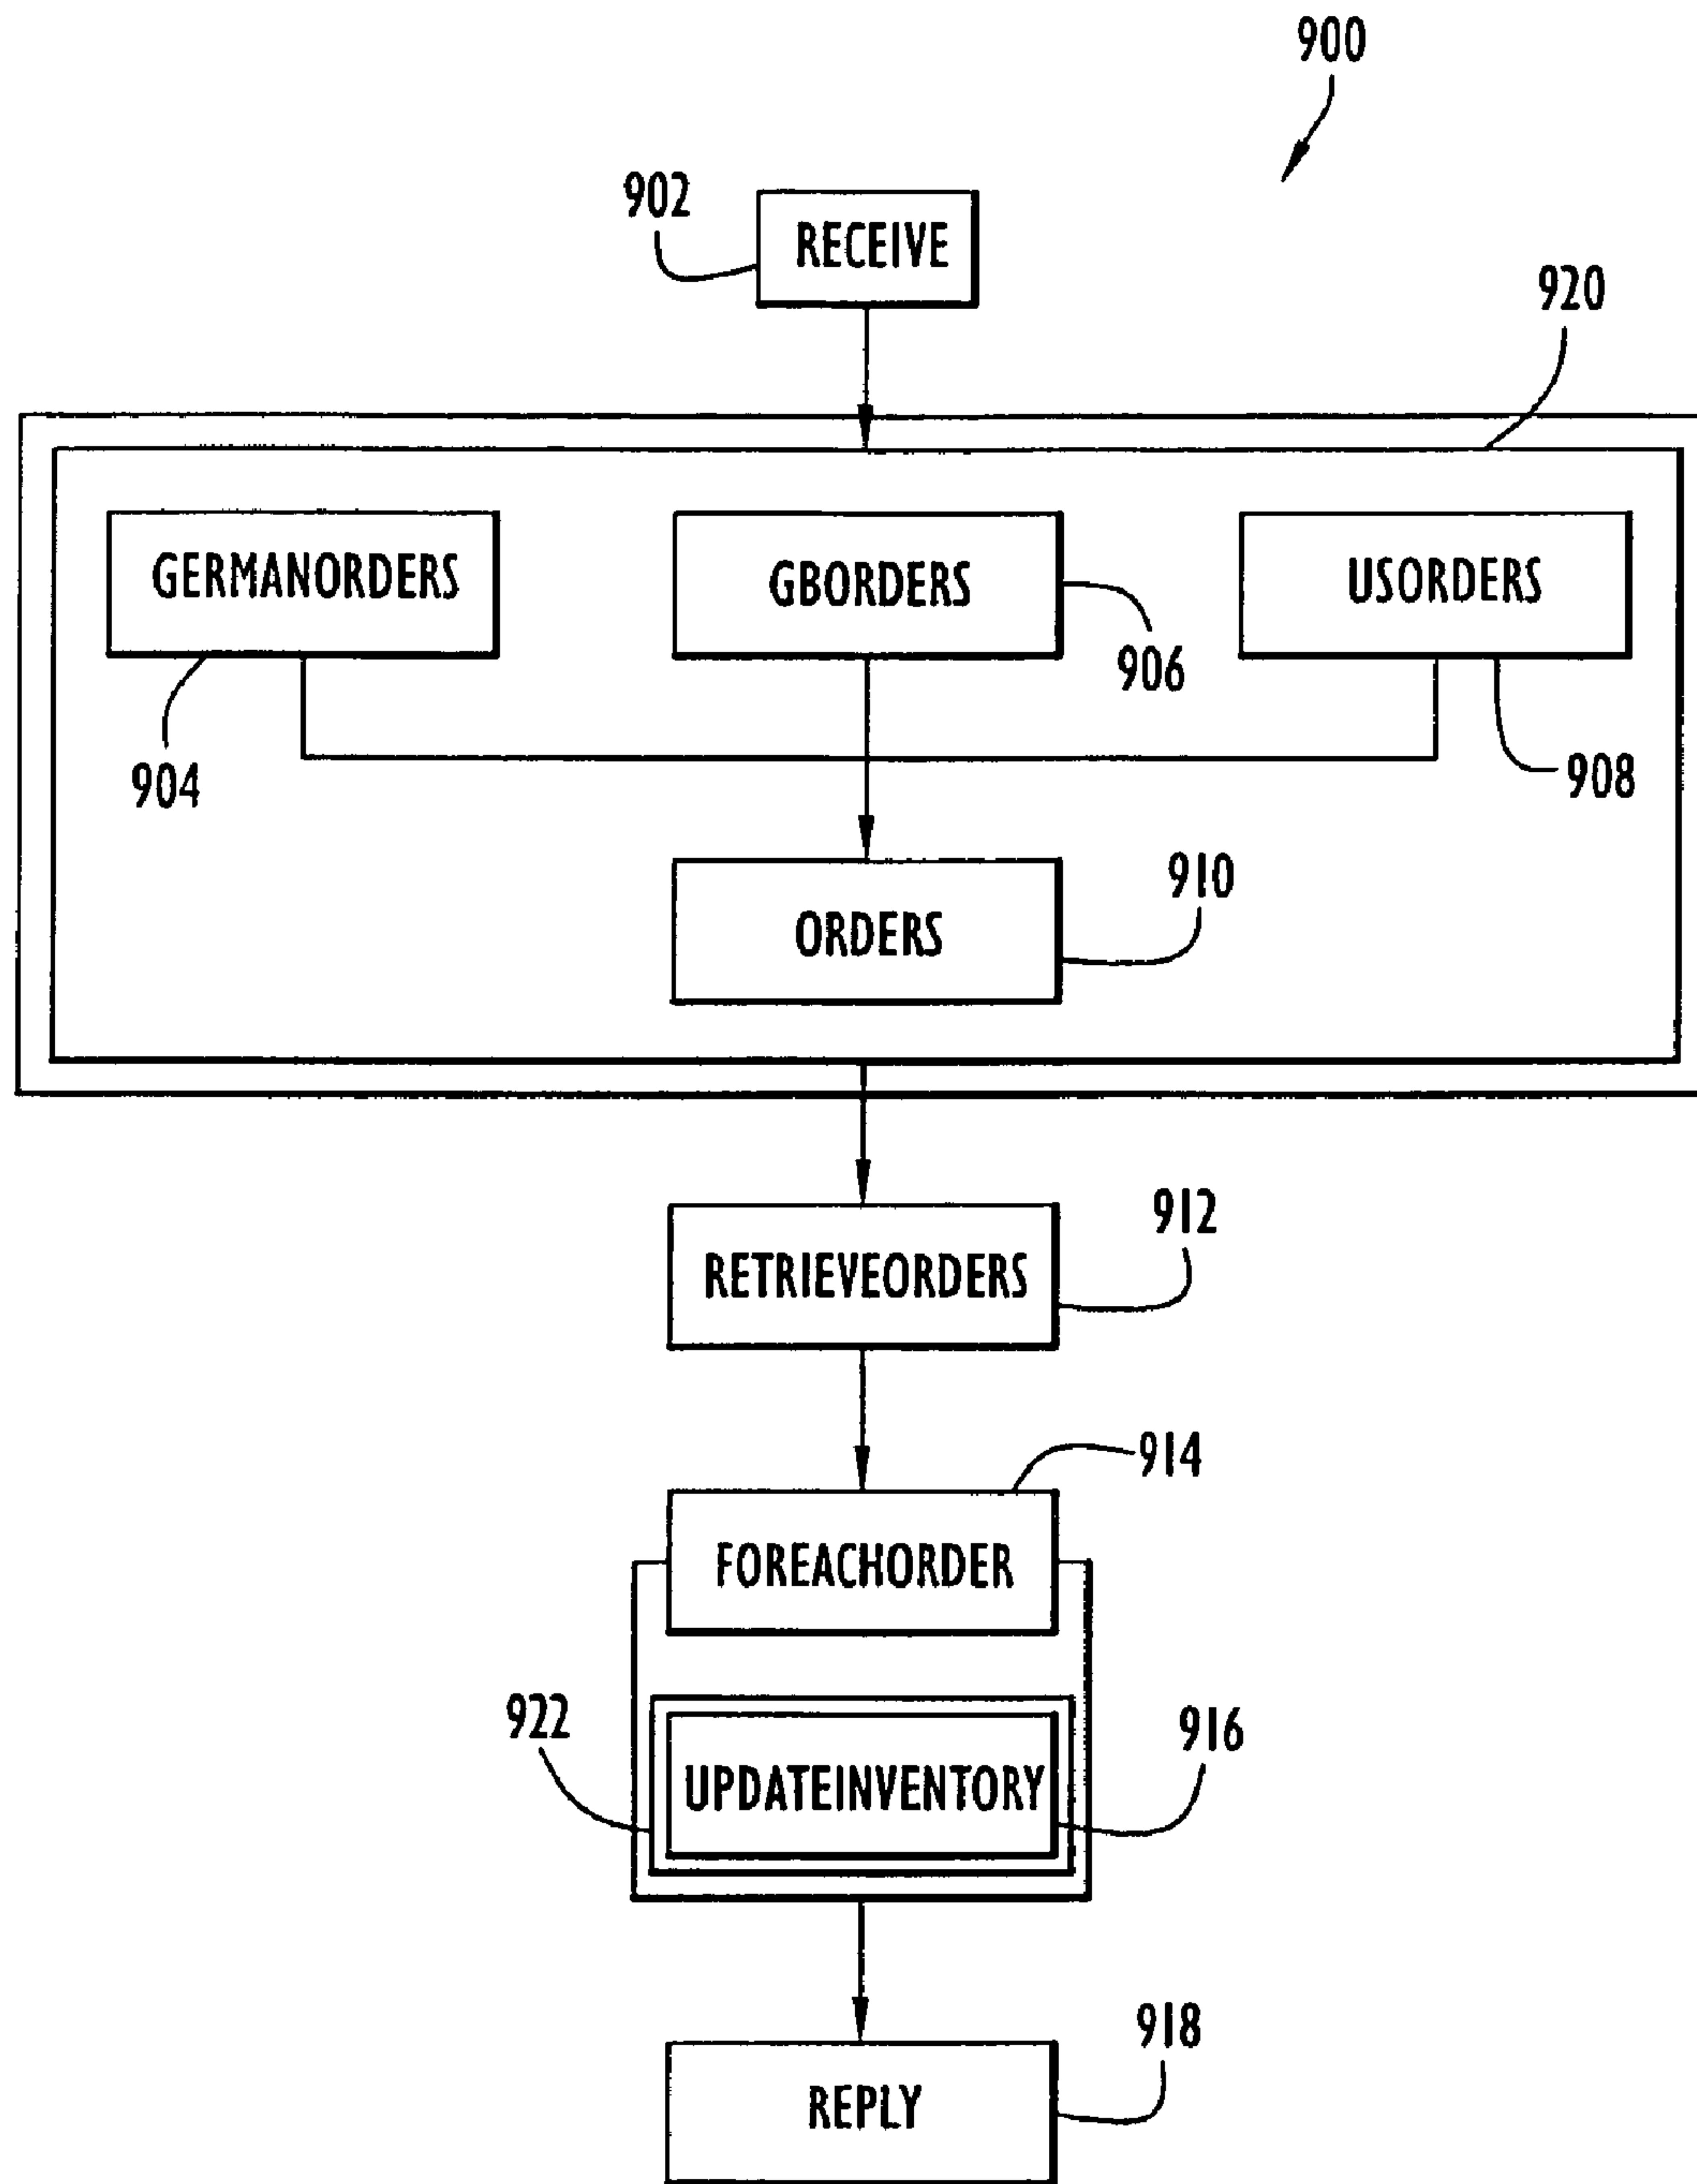 900
902
RECEIVE
920
GERMANORDERS
GBORDERS
USORDERS
906
904
908
910
ORDERS
912
RETRIEVEORDERS
914
FOREACHORDER
922
916
UPDATEINVENTORY
918
REPLY